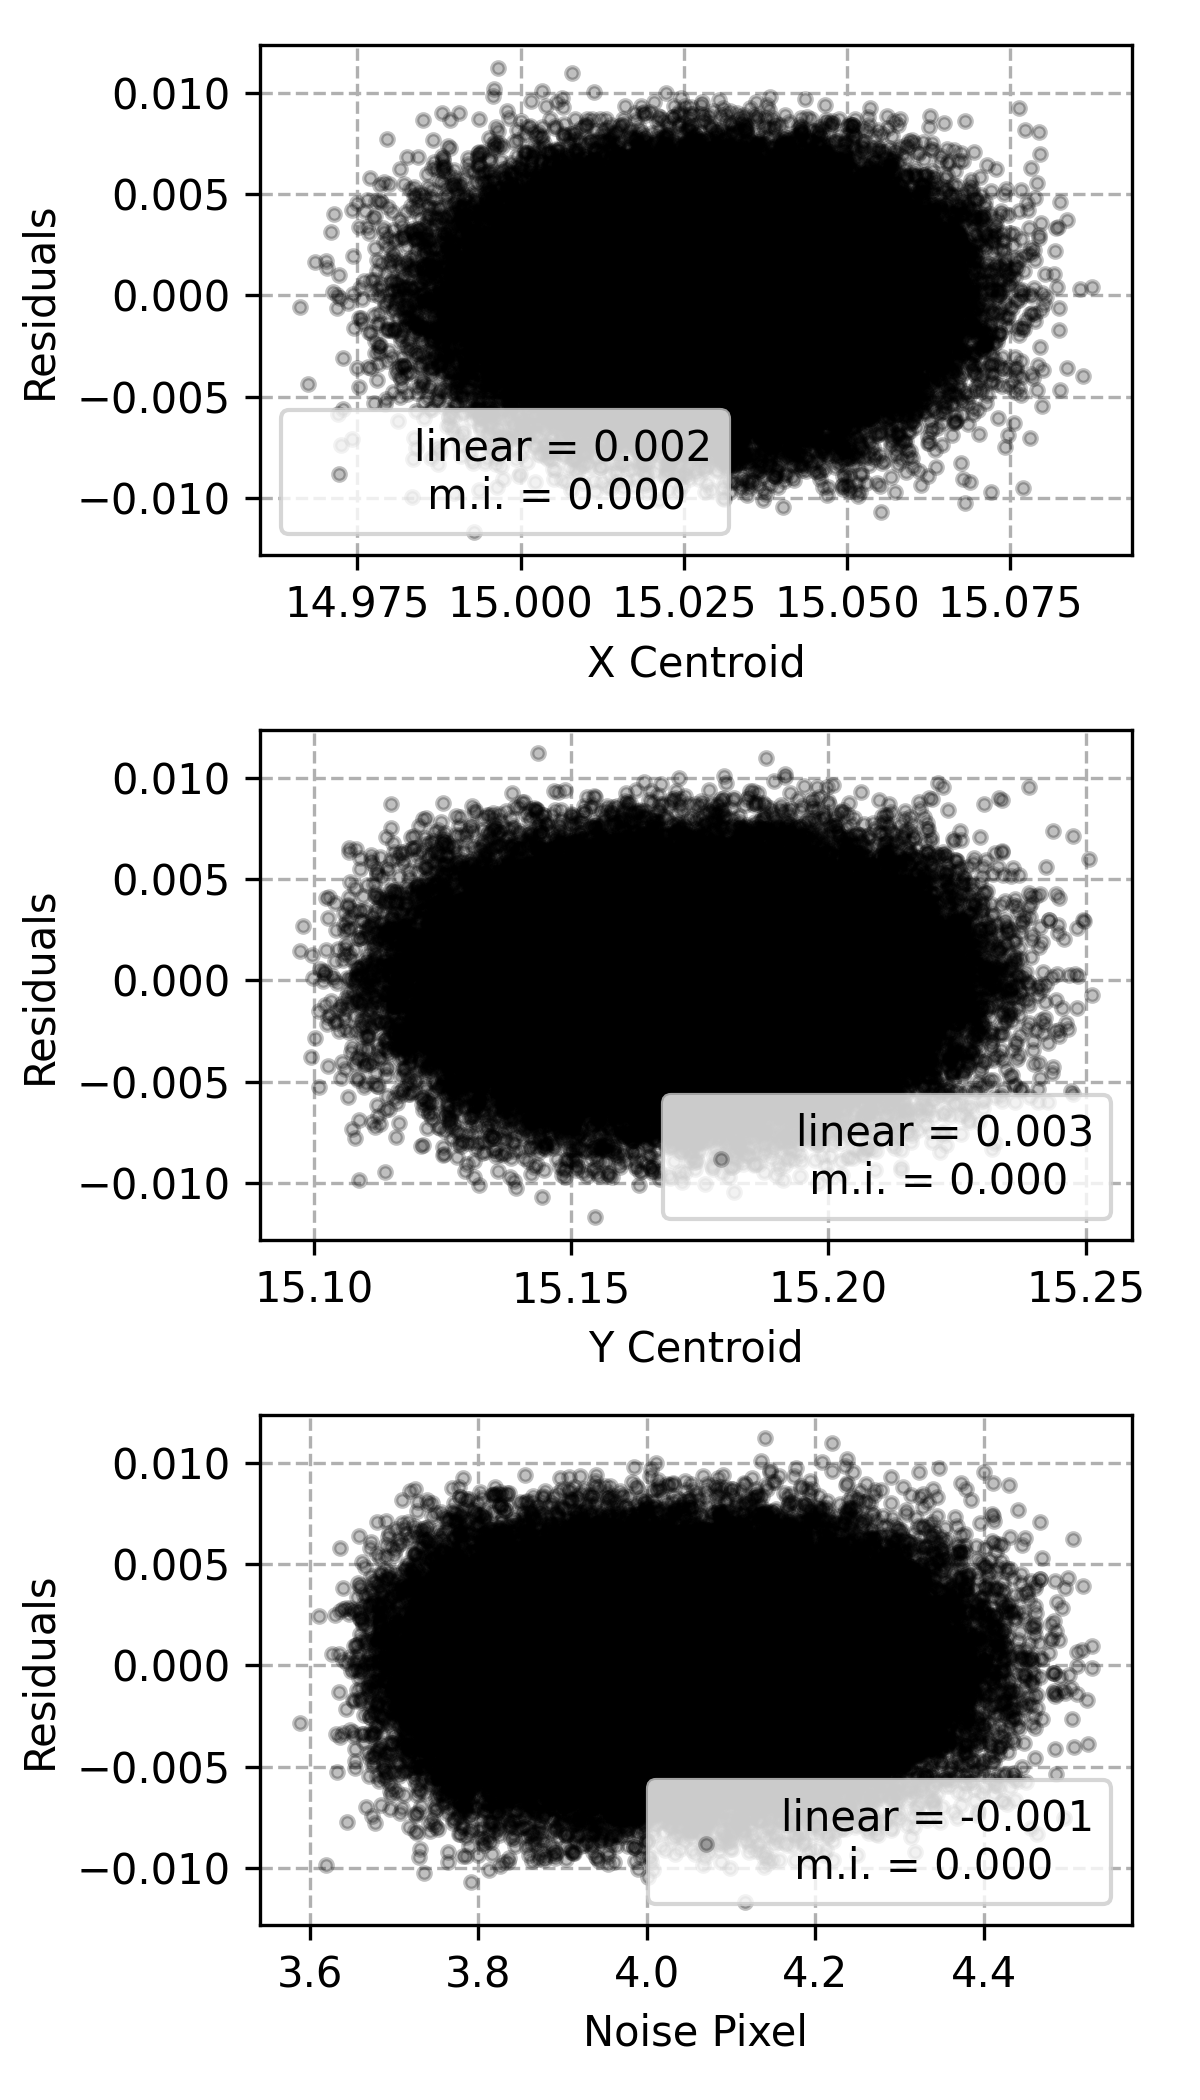 0.010
0.005
0.000
−0.005
−0.010
Residuals
linear = 0.002
m.i. = 0.000
14.975 15.000 15.025 15.050 15.075
X Centroid
0.010
0.005
0.000
−0.005
−0.010
Residuals
linear = 0.003
m.i. = 0.000
15.10 15.15 15.20 15.25
Y Centroid
0.010
0.005
0.000
−0.005
−0.010
Residuals
linear = -0.001
m.i. = 0.000
3.6 3.8 4.0 4.2 4.4
Noise Pixel